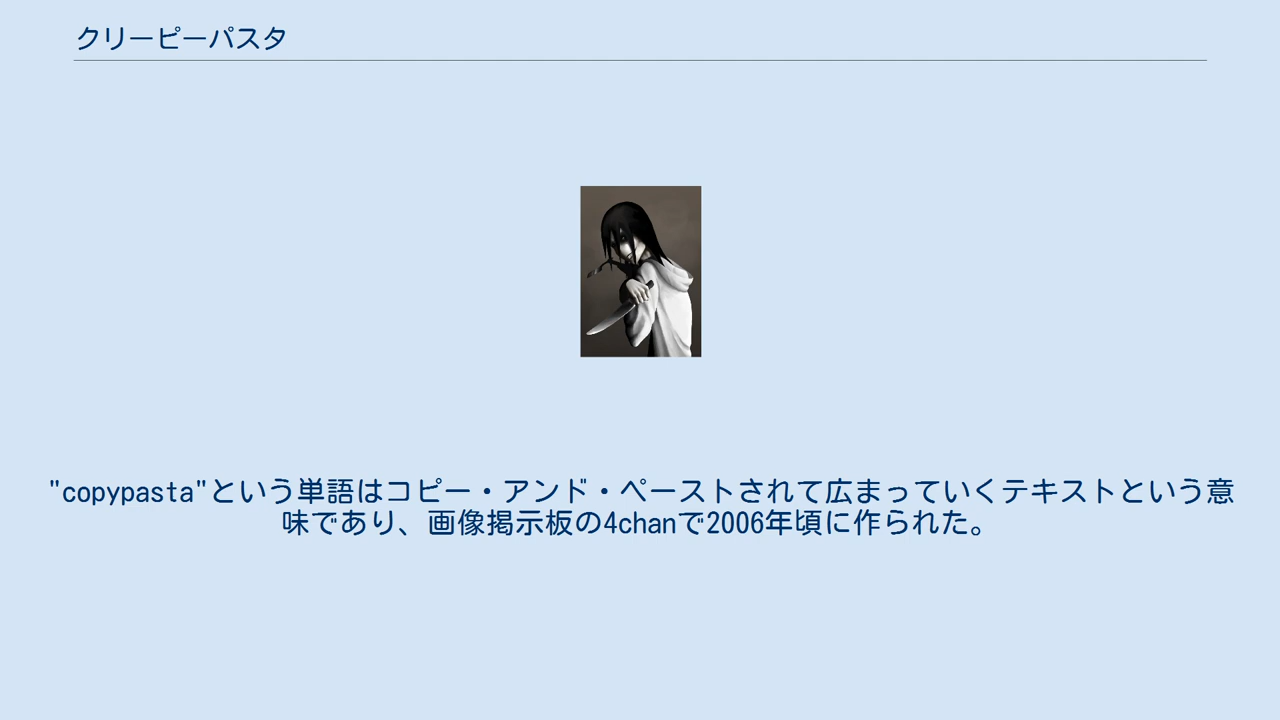 クリーピーパスタ
"copypasta"という単語はコピー・アンド・ペーストされて広まっていくテキストという意
味であり、画像掲示板の4chanで2006年頃に作られた。